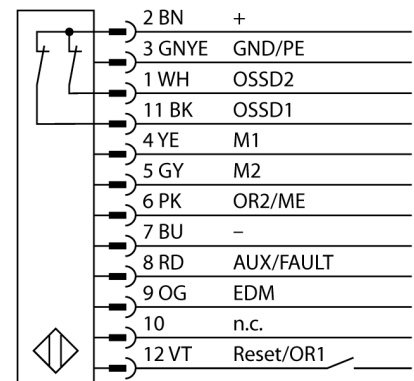 2 BN +
3 GNYE GND/PE
1 WH OSSD2
11 BK OSSD1
4 YE M1
5 GY M2
6 PK OR2/ME
7 BU –
8 RD AUX/FAULT
9 OG EDM
10 n.c.
12 VT Reset/OR1